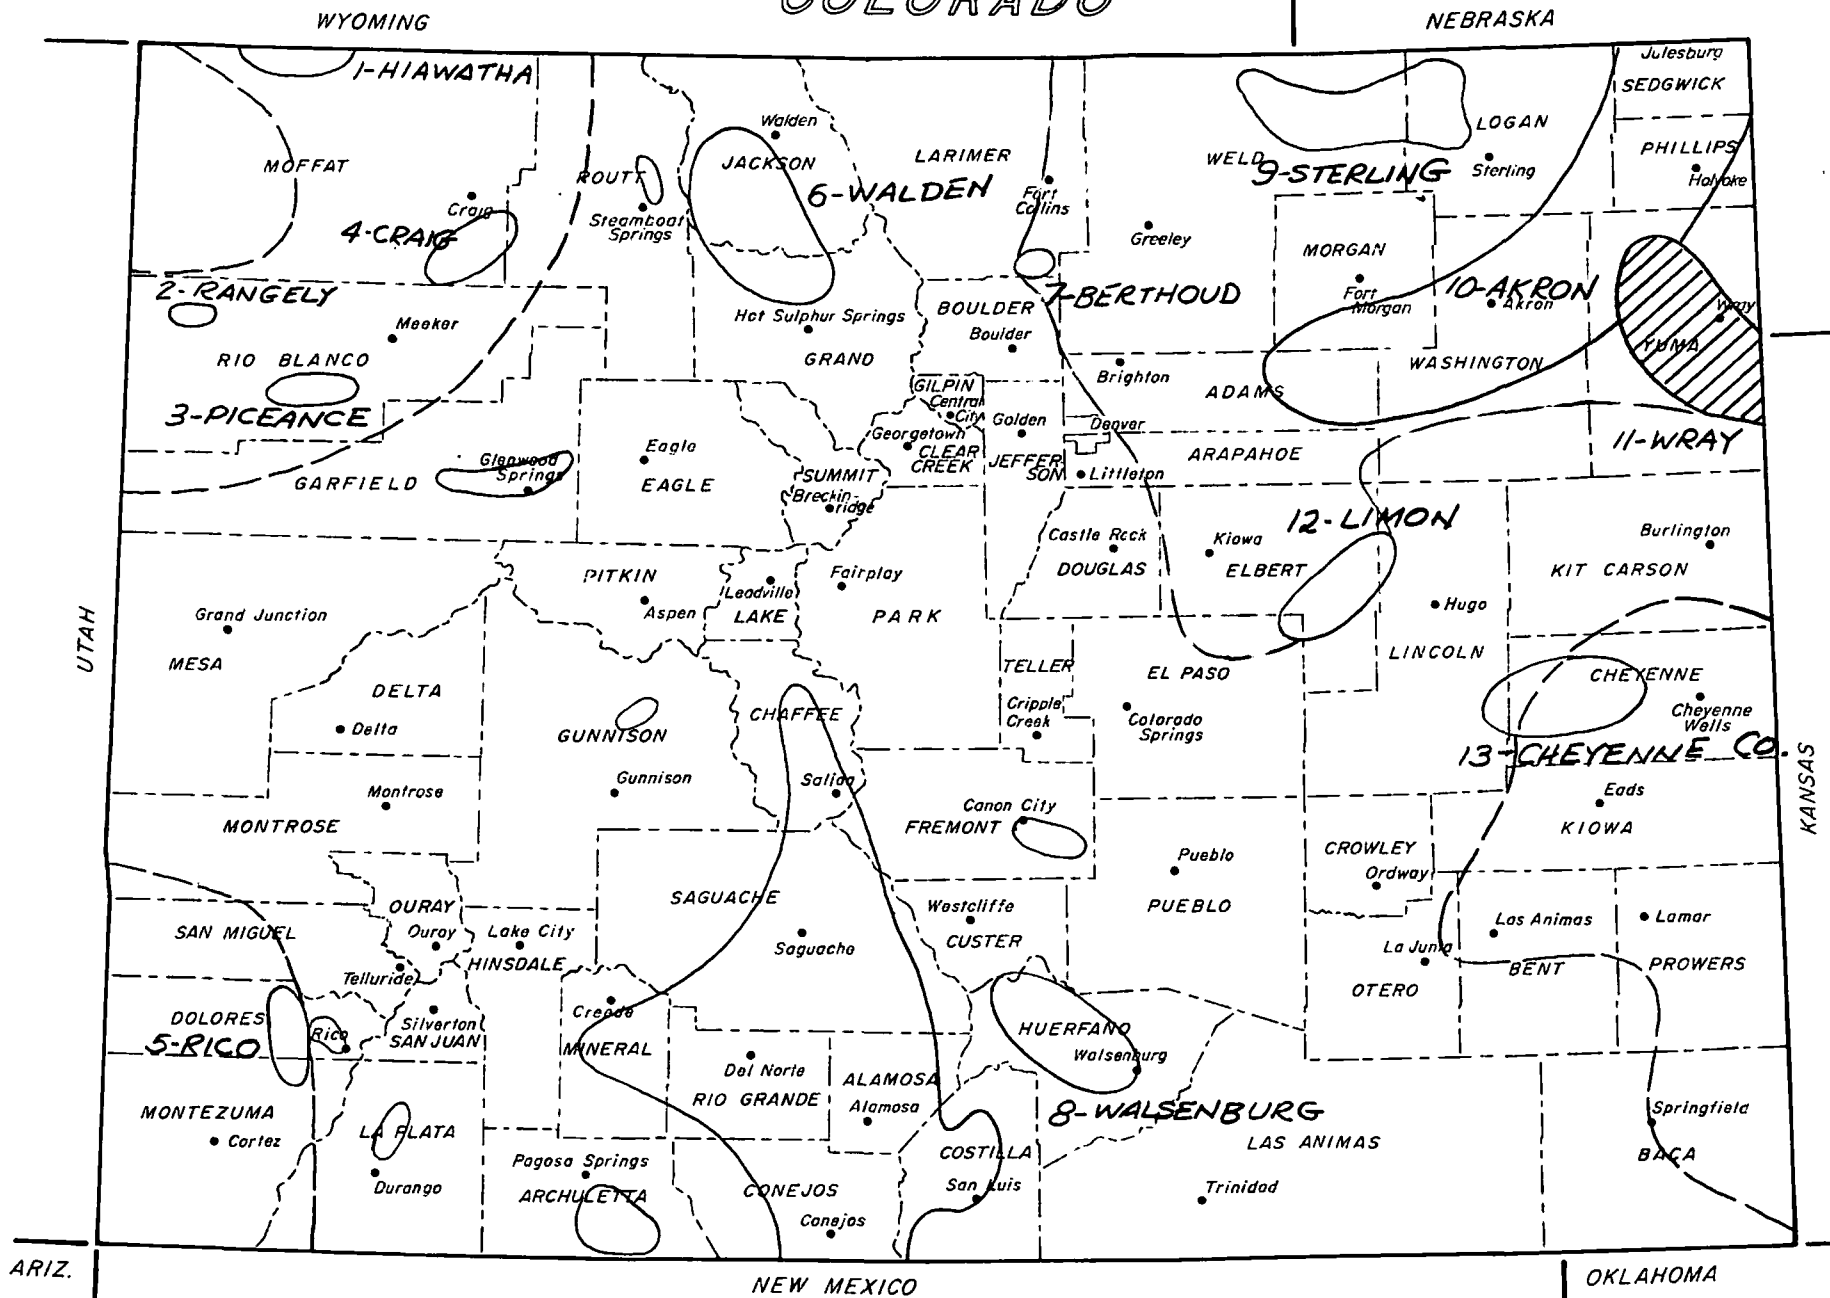 COLORADO
WYOMING
NEBRASKA
Julesburg
SEDGWICK
1-HIAWATHA
Walden
JACKSON
LARIMER
LOGAN
MOFFAT
ROUTT
WELD
PHILLIPS
9-STERLING
Sterling
Holyoke
6-WALDEN
Fort
Collins
Craig
Steamboat
Springs
4-CRAIG
Greeley
MORGAN
2-RANGELY
7-BERTHOUD
Fort
Morgan
10-AKRON
Akron
Wray
Meeker
Hot Sulphur Springs
BOULDER
Boulder
YUMA
RIO BLANCO
GRAND
WASHINGTON
Brighton
ADAMS
GILPIN
Central
City
3-PICEANCE
Golden
Denver
Georgetown
CLEAR
CREEK
JEFFER
SON
Littleton
ARAPAHOE
11-WRAY
Eagle
EAGLE
Glenwood
Springs
GARFIELD
SUMMIT
Breckin-
ridge
12-LIMON
Castle Rock
DOUGLAS
Kiowa
ELBERT
Burlington
KIT CARSON
PITKIN
Aspen
Leadville
LAKE
Fairplay
PARK
Hugo
LINCOLN
Grand Junction
MESA
UTAH
DELTA
Delta
TELLER
Cripple
Creek
EL PASO
Colorado
Springs
CHEYENNE
Cheyenne
Wells
13-CHEYENNE CO.
KANSAS
CHAFFEE
GUNNISON
Gunnison
Salida
Montrose
MONTROSE
Canon City
FREMONT
Eads
KIOWA
CROWLEY
Ordway
Pueblo
PUEBLO
SAGUACHE
Saguache
OURAY
Ouray
Lake City
HINSDALE
Westcliffe
CUSTER
Las Animas
BENT
Lamar
PROWERS
La Junta
OTERO
SAN MIGUEL
Telluride
DOLORES
5-RICO
Rico
Silverton
SAN JUAN
Creede
MINERAL
HUERFANO
Walsenburg
Del Norte
RIO GRANDE
ALAMOSA
Alamosa
8-WALSENBURG
MONTEZUMA
Cortez
LA PLATA
Durango
Springfield
BACA
LAS ANIMAS
Trinidad
COSTILLA
San Luis
Pagosa Springs
ARCHULETTA
CONEJOS
Conejos
ARIZ.
NEW MEXICO
OKLAHOMA